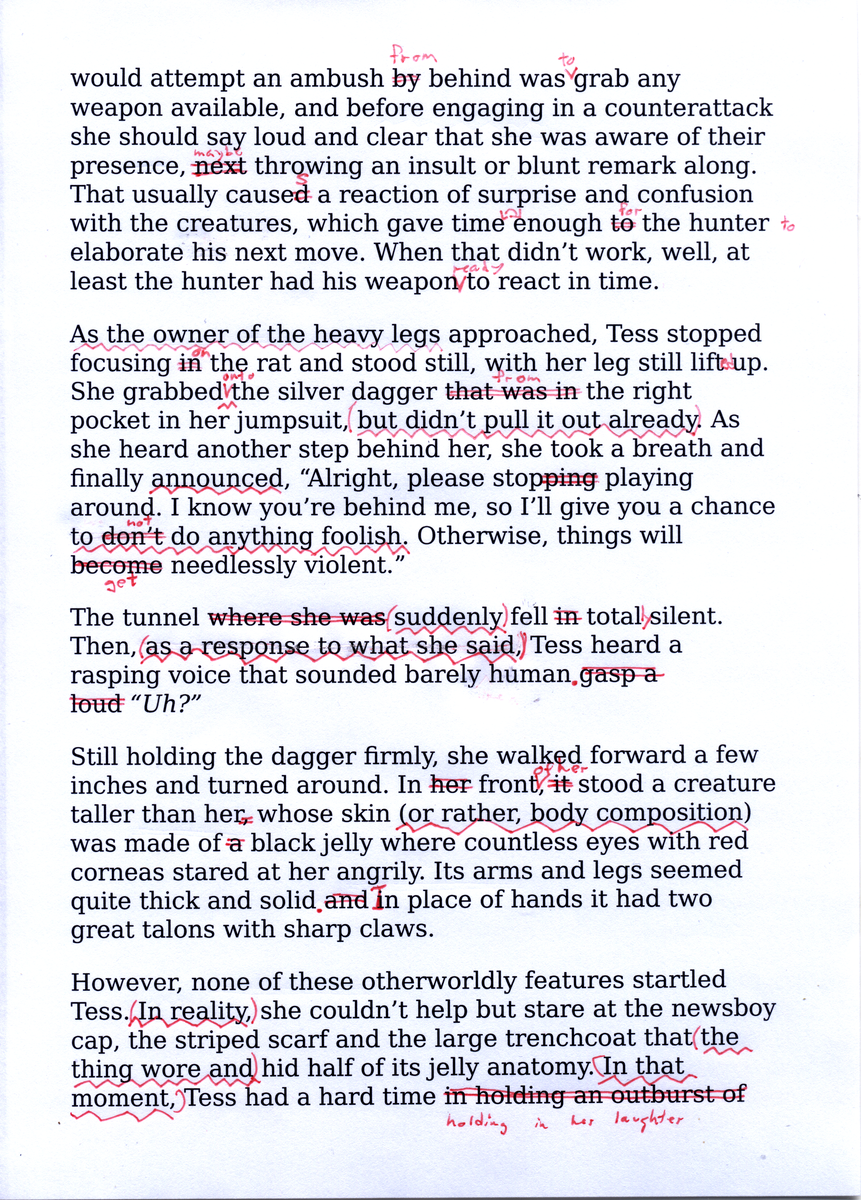 from to
would attempt an ambush by behind was grab any
weapon available, and before engaging in a counterattack
she should say loud and clear that she was aware of their
maybe
presence, next throwing an insult or blunt remark along.
s
That usually caused a reaction of surprise and confusion
for
with the creatures, which gave time enough to the hunter to
elaborate his next move. When that didn’t work, well, at
ready
least the hunter had his weapon to react in time.
As the owner of the heavy legs approached, Tess stopped
on
focusing in the rat and stood still, with her leg still lift up.
onto from
She grabbed the silver dagger that was in the right
pocket in her jumpsuit, (but didn’t pull it out already). As
she heard another step behind her, she took a breath and
finally announced, “Alright, please stopping playing
around. I know you’re behind me, so I’ll give you a chance
not
to don’t do anything foolish. Otherwise, things will
become needlessly violent.”
get
The tunnel where she was (suddenly) fell in total silent.
Then, (as a response to what she said,) Tess heard a
rasping voice that sounded barely human. gasp a
loud “Uh?”
Still holding the dagger firmly, she walked forward a few
of her
inches and turned around. In her front, it stood a creature
taller than her, whose skin (or rather, body composition)
was made of a black jelly where countless eyes with red
corneas stared at her angrily. Its arms and legs seemed
quite thick and solid. and In place of hands it had two
great talons with sharp claws.
However, none of these otherworldly features startled
Tess. (In reality,) she couldn’t help but stare at the newsboy
cap, the striped scarf and the large trenchcoat that (the
thing wore and) hid half of its jelly anatomy. (In that
moment,) Tess had a hard time in holding an outburst of
holding in her laughter